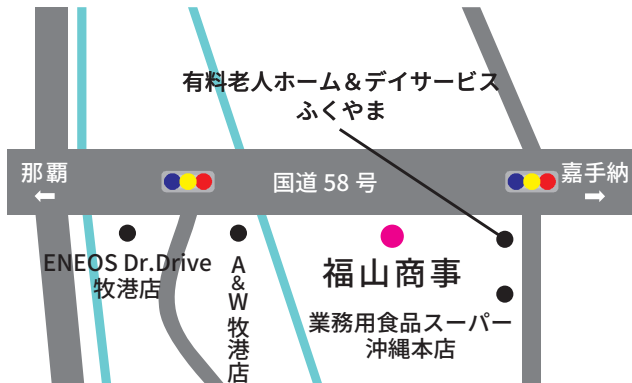 有料老人ホーム＆デイサービス
ふくやま
那覇
国道 58 号
嘉手納
ENEOS Dr.Drive
牧港店
A&W牧港店
福山商事
業務用食品スーパー
沖縄本店